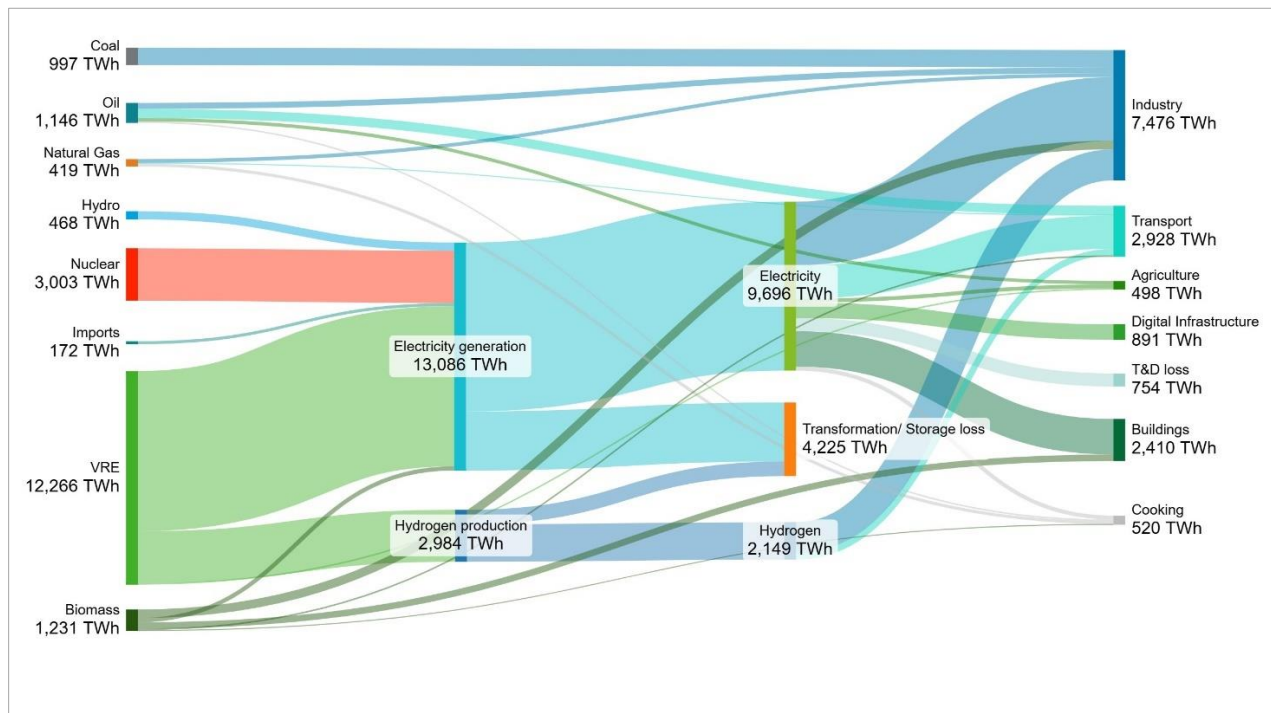 Coal
997 TWh
Oil
1,146 TWh
Natural Gas
419 TWh
Hydro
468 TWh
Nuclear
3,003 TWh
Imports
172 TWh
VRE
12,266 TWh
Biomass
1,231 TWh
Electricity generation
13,086 TWh
Hydrogen production
2,984 TWh
Electricity
9,696 TWh
Transformation/ Storage loss
4,225 TWh
Hydrogen
2,149 TWh
Industry
7,476 TWh
Transport
2,928 TWh
Agriculture
498 TWh
Digital Infrastructure
891 TWh
T&D loss
754 TWh
Buildings
2,410 TWh
Cooking
520 TWh